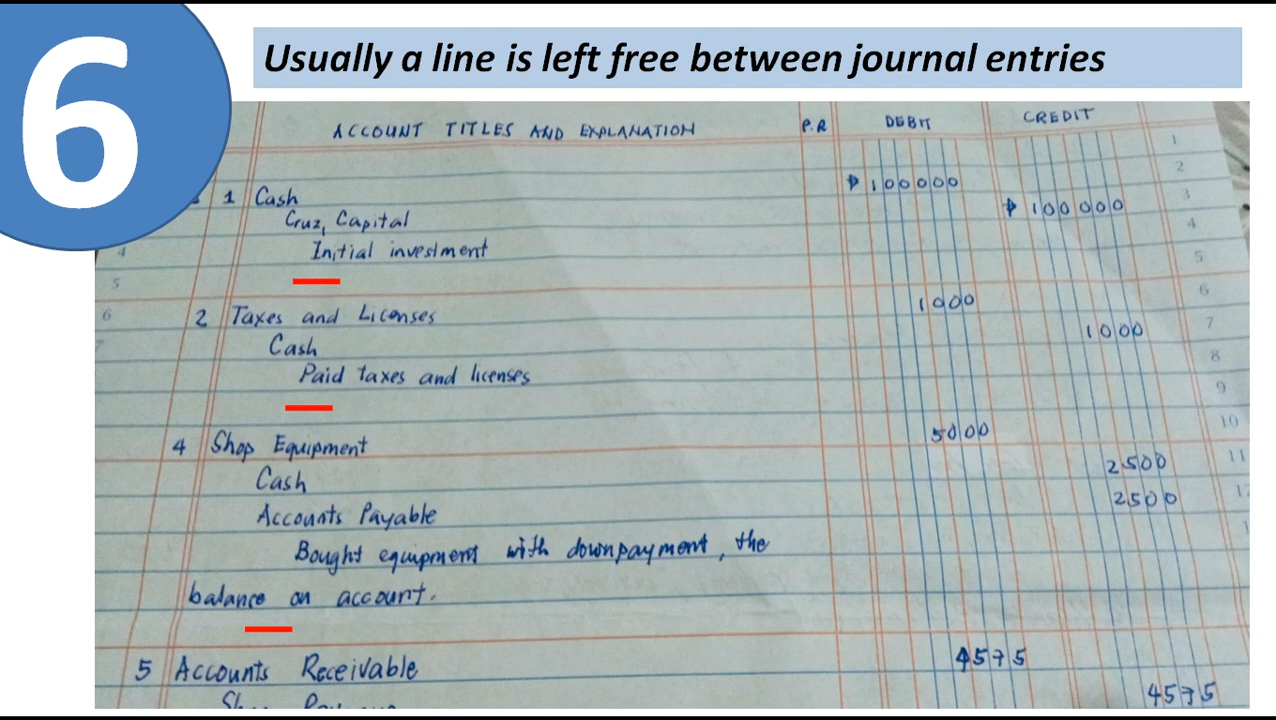 6
Usually a line is left free between journal entries
ACCOUNT TITLES AND EXPLANATION P.R DEBIT CREDIT
1
2
1 Cash ₱100000 3
Cruz, Capital ₱100000 4
4 Initial investment
5 5
6 2 Taxes and Licenses 1000 6
7 Cash 1000 7
Paid taxes and licenses 8
9
4 Shop Equipment 5000 10
Cash 2500 11
Accounts Payable 2500
Bought equipment with downpayment, the
balance on account.
5 Accounts Receivable 4575
4575